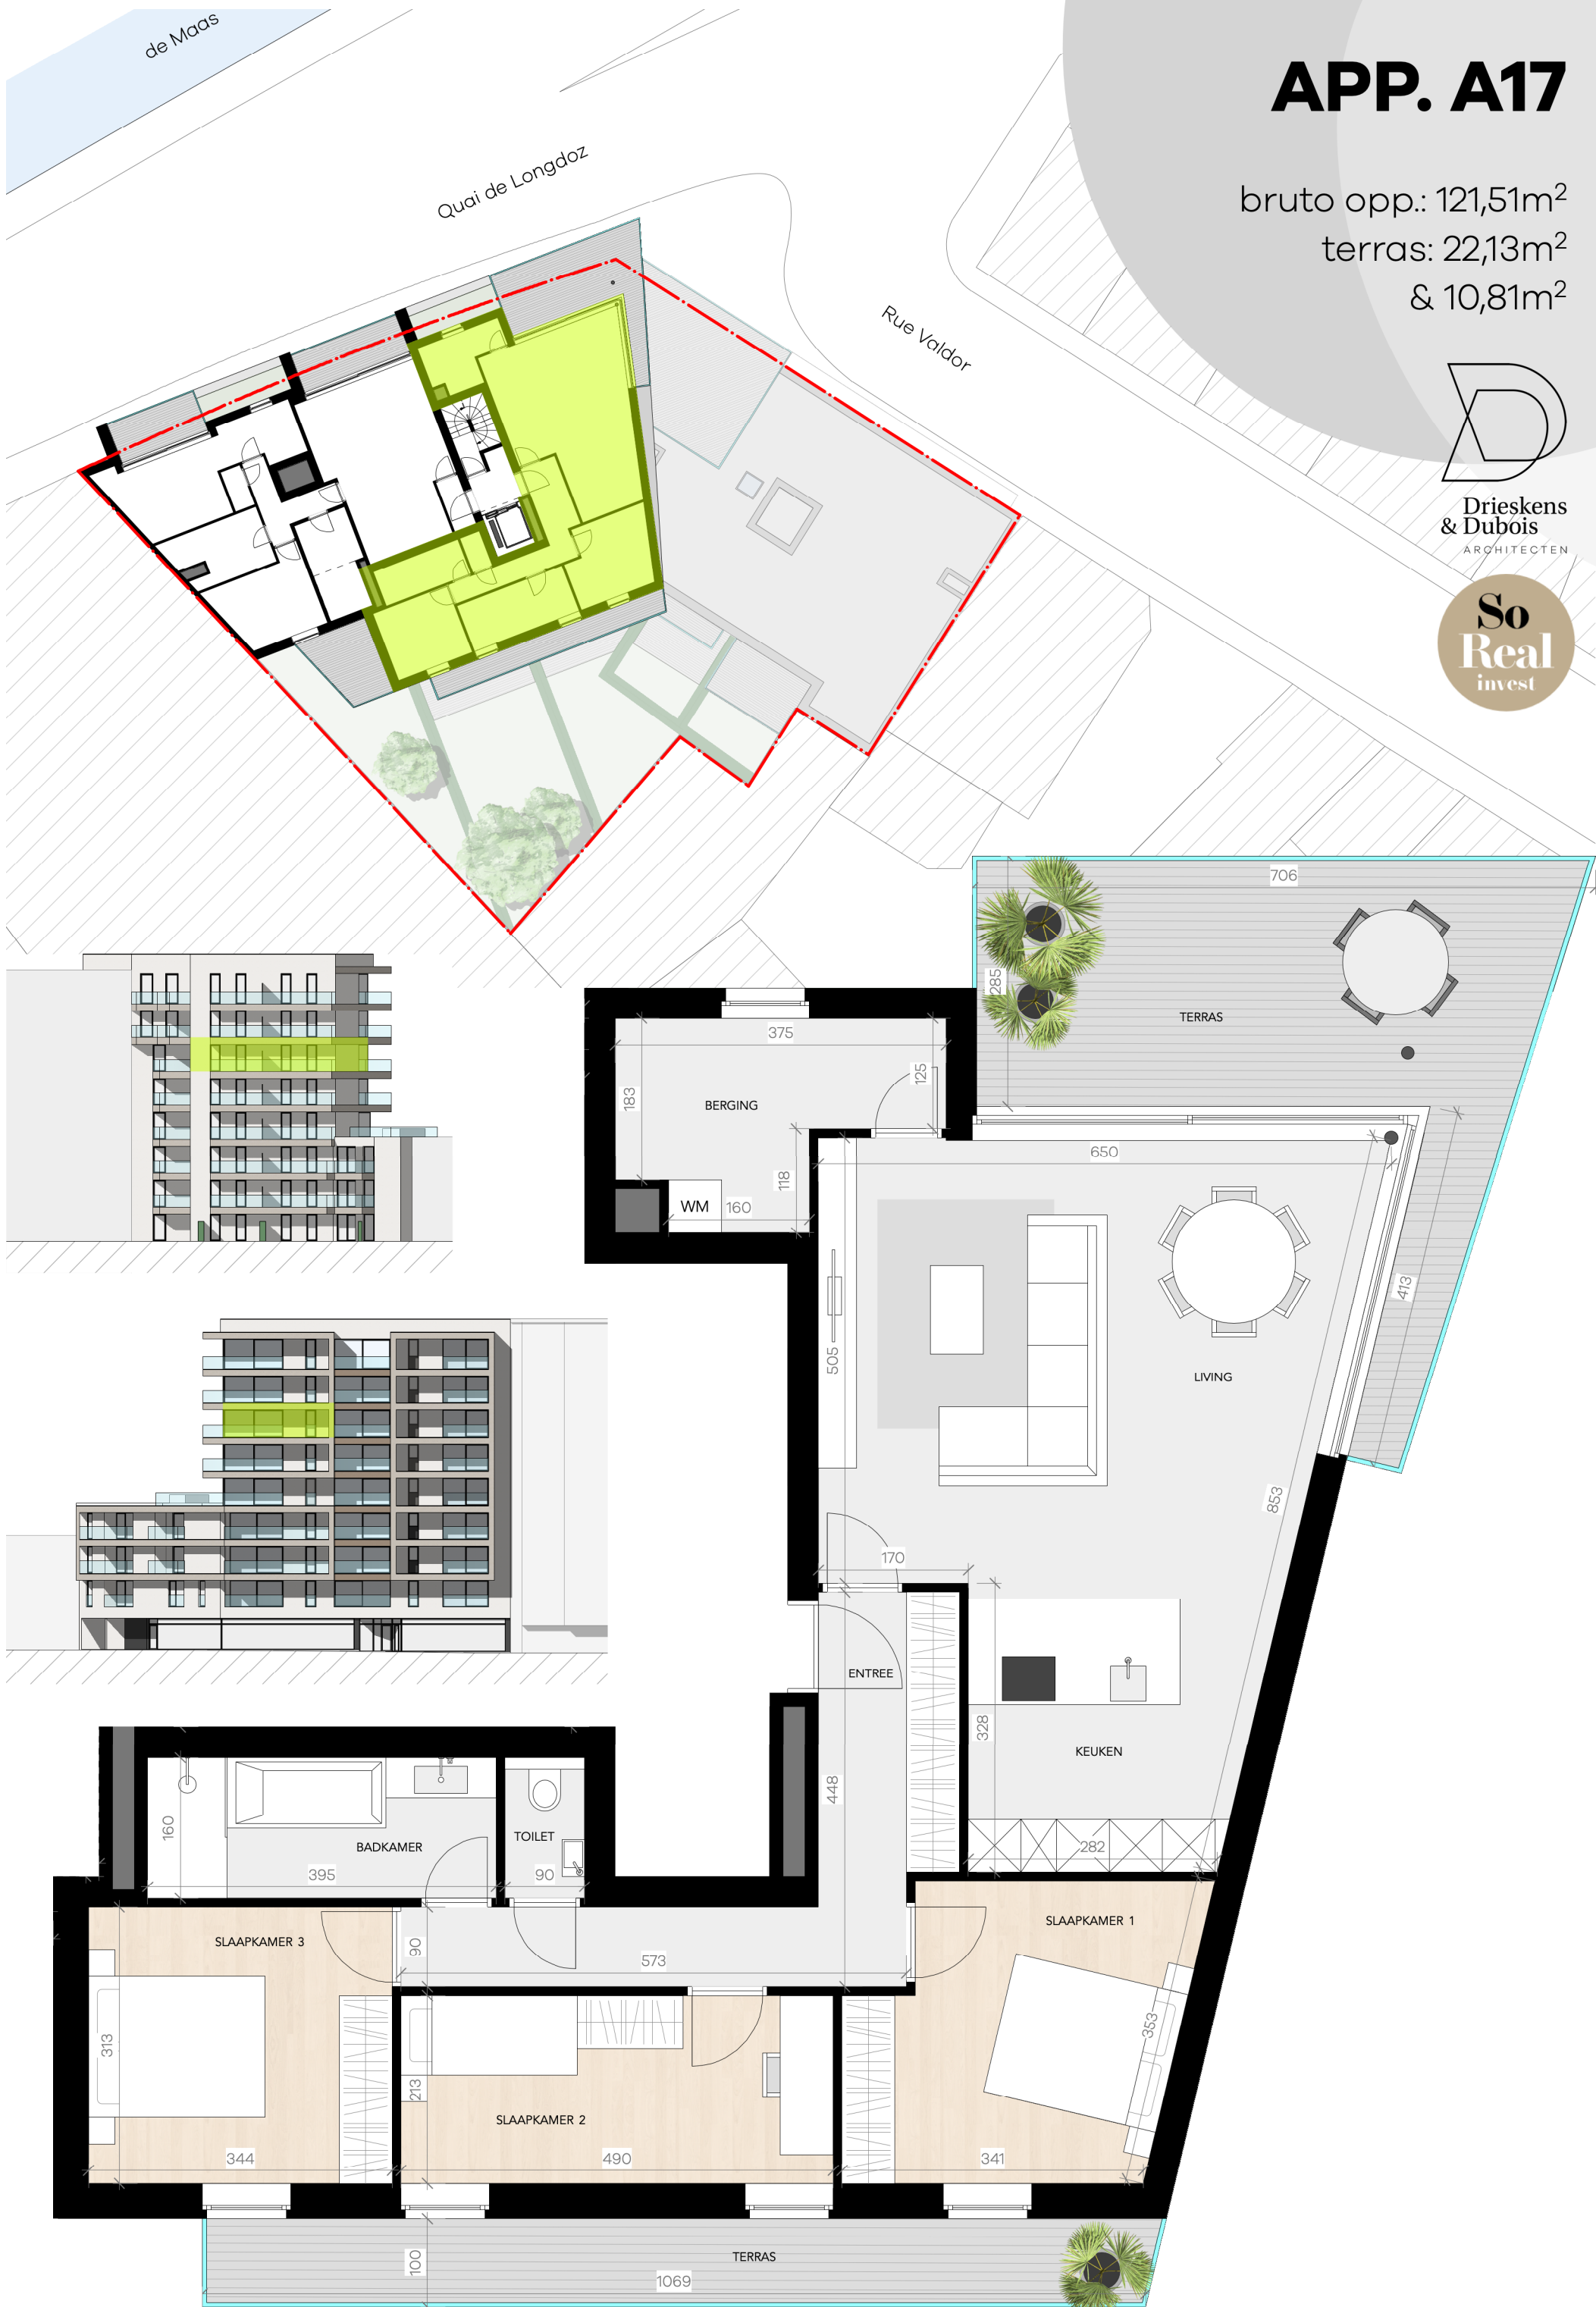 de Maas
Quai de Longdoz
Rue Valdor
APP. A17
bruto opp.: 121,51m²
terras: 22,13m²
& 10,81m²
Drieskens
& Dubois
ARCHITECTEN
So
Real
invest
706
285
TERRAS
375
125
183
BERGING
118
WM
160
650
413
505
LIVING
853
170
ENTREE
328
KEUKEN
448
282
160
BADKAMER
TOILET
395
90
SLAAPKAMER 3
90
573
SLAAPKAMER 1
313
353
213
SLAAPKAMER 2
344
490
341
TERRAS
100
1069